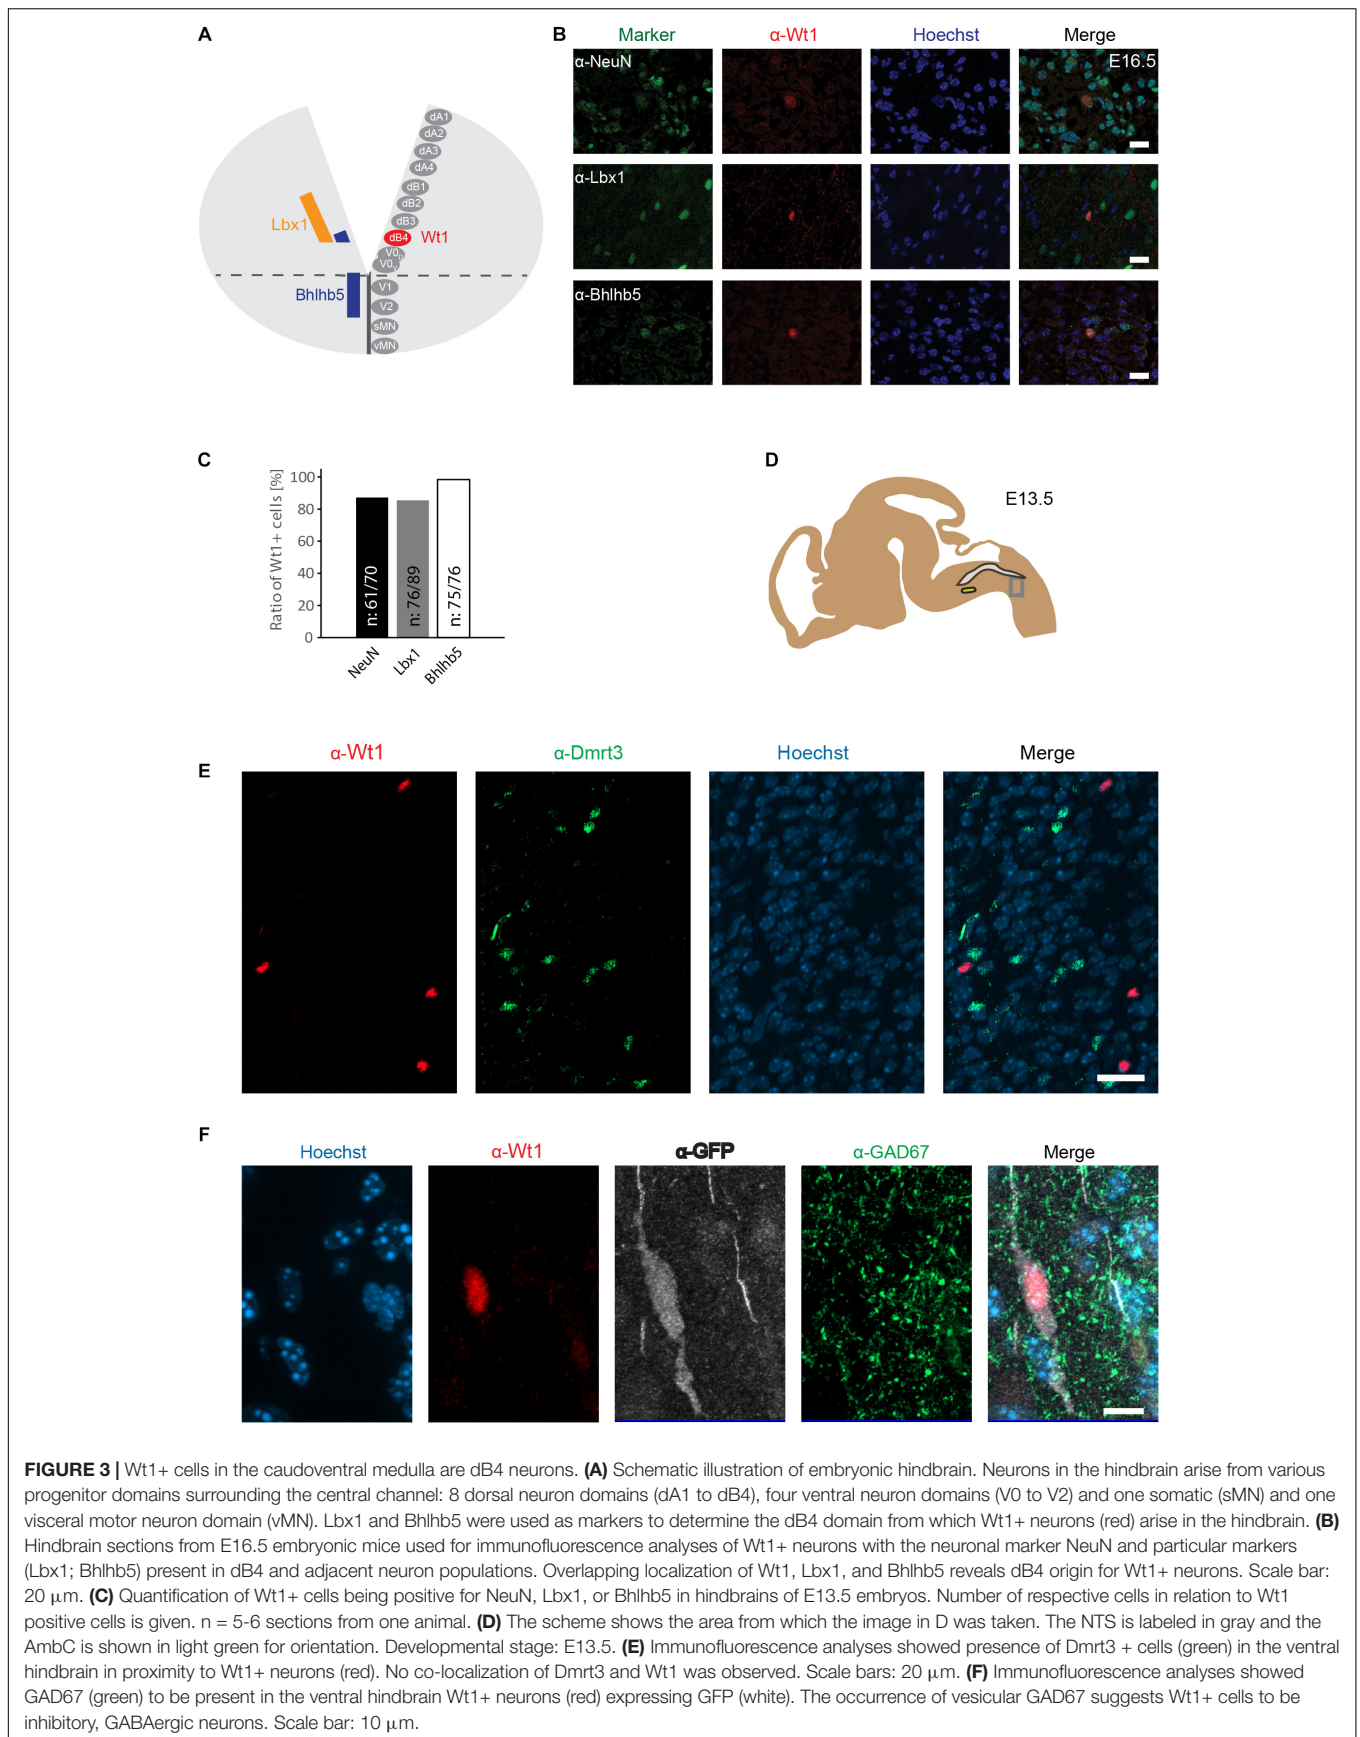 A
dA1
dA2
dA3
dA4
dB1
dB2
dB3
dB4
Wt1
V0D
V0V
V1
V2
sMN
vMN
Lbx1
Bhlhb5
B
Marker
α-Wt1
Hoechst
Merge
α-NeuN
E16.5
α-Lbx1
α-Bhlhb5
C
Ratio of Wt1+ cells [%]
100
80
60
40
20
0
n: 61/70
n: 76/89
n: 75/76
NeuN
Lbx1
Bhlhb5
D
E13.5
E
α-Wt1
α-Dmrt3
Hoechst
Merge
F
Hoechst
α-Wt1
α-GFP
α-GAD67
Merge
FIGURE 3 | Wt1+ cells in the caudoventral medulla are dB4 neurons. (A) Schematic illustration of embryonic hindbrain. Neurons in the hindbrain arise from various
progenitor domains surrounding the central channel: 8 dorsal neuron domains (dA1 to dB4), four ventral neuron domains (V0 to V2) and one somatic (sMN) and one
visceral motor neuron domain (vMN). Lbx1 and Bhlhb5 were used as markers to determine the dB4 domain from which Wt1+ neurons (red) arise in the hindbrain. (B)
Hindbrain sections from E16.5 embryonic mice used for immunofluorescence analyses of Wt1+ neurons with the neuronal marker NeuN and particular markers
(Lbx1; Bhlhb5) present in dB4 and adjacent neuron populations. Overlapping localization of Wt1, Lbx1, and Bhlhb5 reveals dB4 origin for Wt1+ neurons. Scale bar:
20 μm. (C) Quantification of Wt1+ cells being positive for NeuN, Lbx1, or Bhlhb5 in hindbrains of E13.5 embryos. Number of respective cells in relation to Wt1
positive cells is given. n = 5-6 sections from one animal. (D) The scheme shows the area from which the image in D was taken. The NTS is labeled in gray and the
AmbC is shown in light green for orientation. Developmental stage: E13.5. (E) Immunofluorescence analyses showed presence of Dmrt3 + cells (green) in the ventral
hindbrain in proximity to Wt1+ neurons (red). No co-localization of Dmrt3 and Wt1 was observed. Scale bars: 20 μm. (F) Immunofluorescence analyses showed
GAD67 (green) to be present in the ventral hindbrain Wt1+ neurons (red) expressing GFP (white). The occurrence of vesicular GAD67 suggests Wt1+ cells to be
inhibitory, GABAergic neurons. Scale bar: 10 μm.